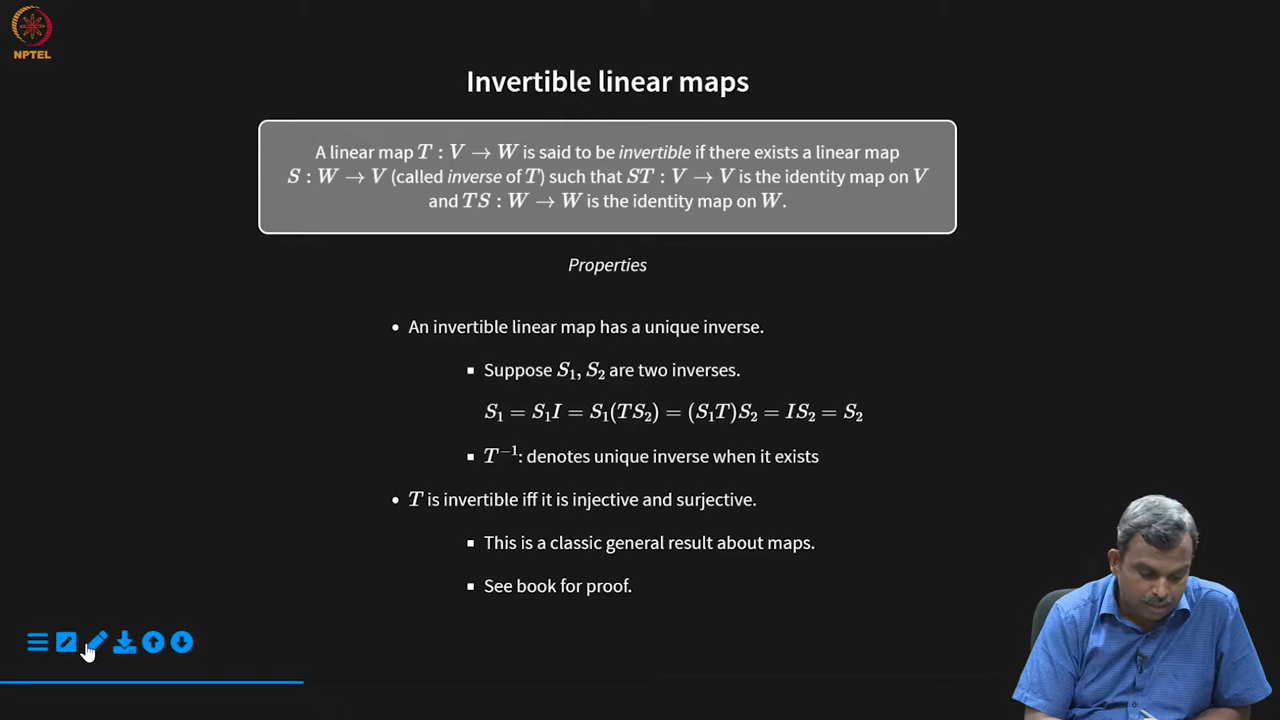 NPTEL
Invertible linear maps
A linear map T : V → W is said to be invertible if there exists a linear map
S : W → V (called inverse of T) such that ST : V → V is the identity map on V
and TS : W → W is the identity map on W.
Properties
• An invertible linear map has a unique inverse.
▪ Suppose S₁, S₂ are two inverses.
S₁ = S₁I = S₁(TS₂) = (S₁T)S₂ = IS₂ = S₂
▪ T⁻¹: denotes unique inverse when it exists
• T is invertible iff it is injective and surjective.
▪ This is a classic general result about maps.
▪ See book for proof.